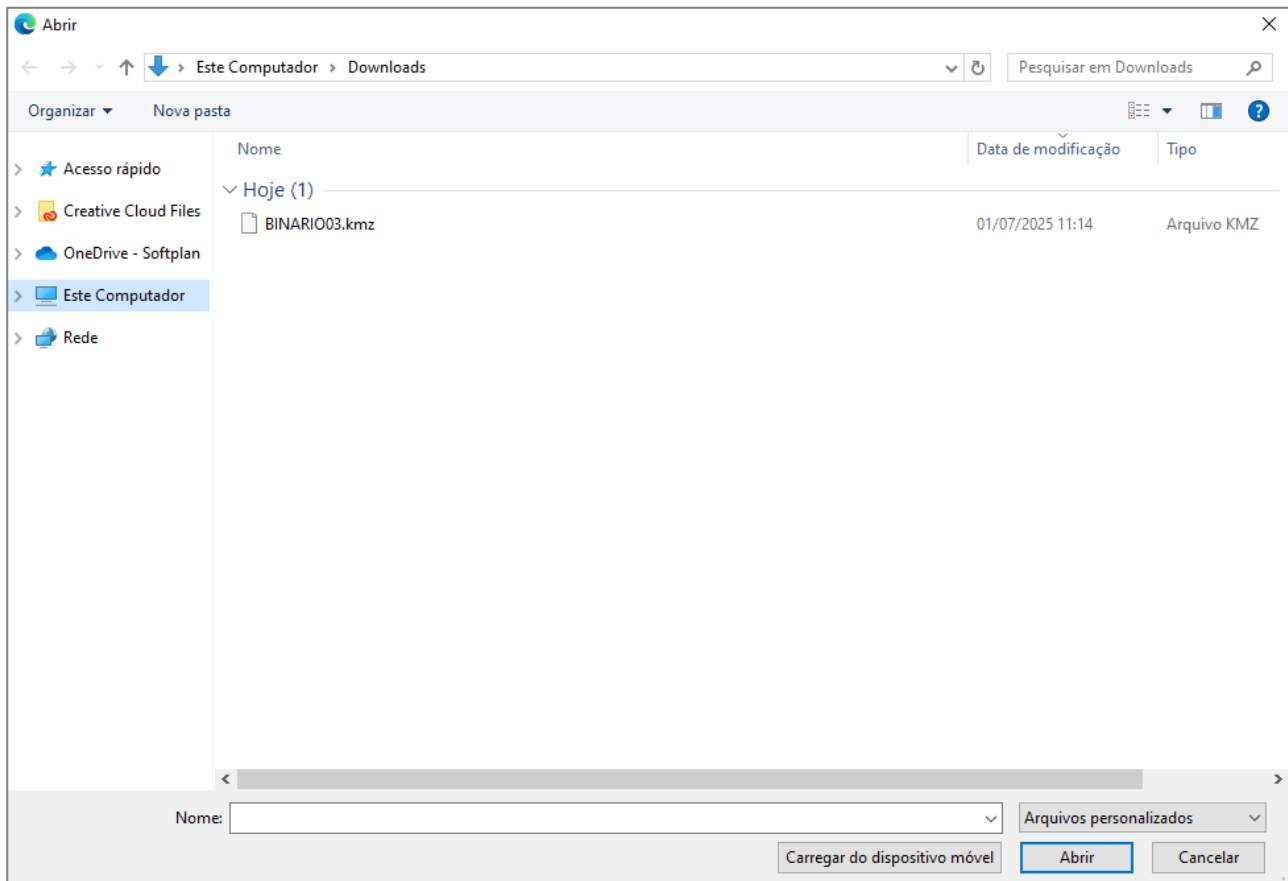 Abrir
Este Computador > Downloads
Pesquisar em Downloads
Organizar
Nova pasta
Nome
Data de modificação
Tipo
Acesso rápido
Creative Cloud Files
OneDrive - Softplan
Este Computador
Rede
Hoje (1)
BINARIO03.kmz 01/07/2025 11:14 Arquivo KMZ
Nome:
Arquivos personalizados
Carregar do dispositivo móvel
Abrir
Cancelar